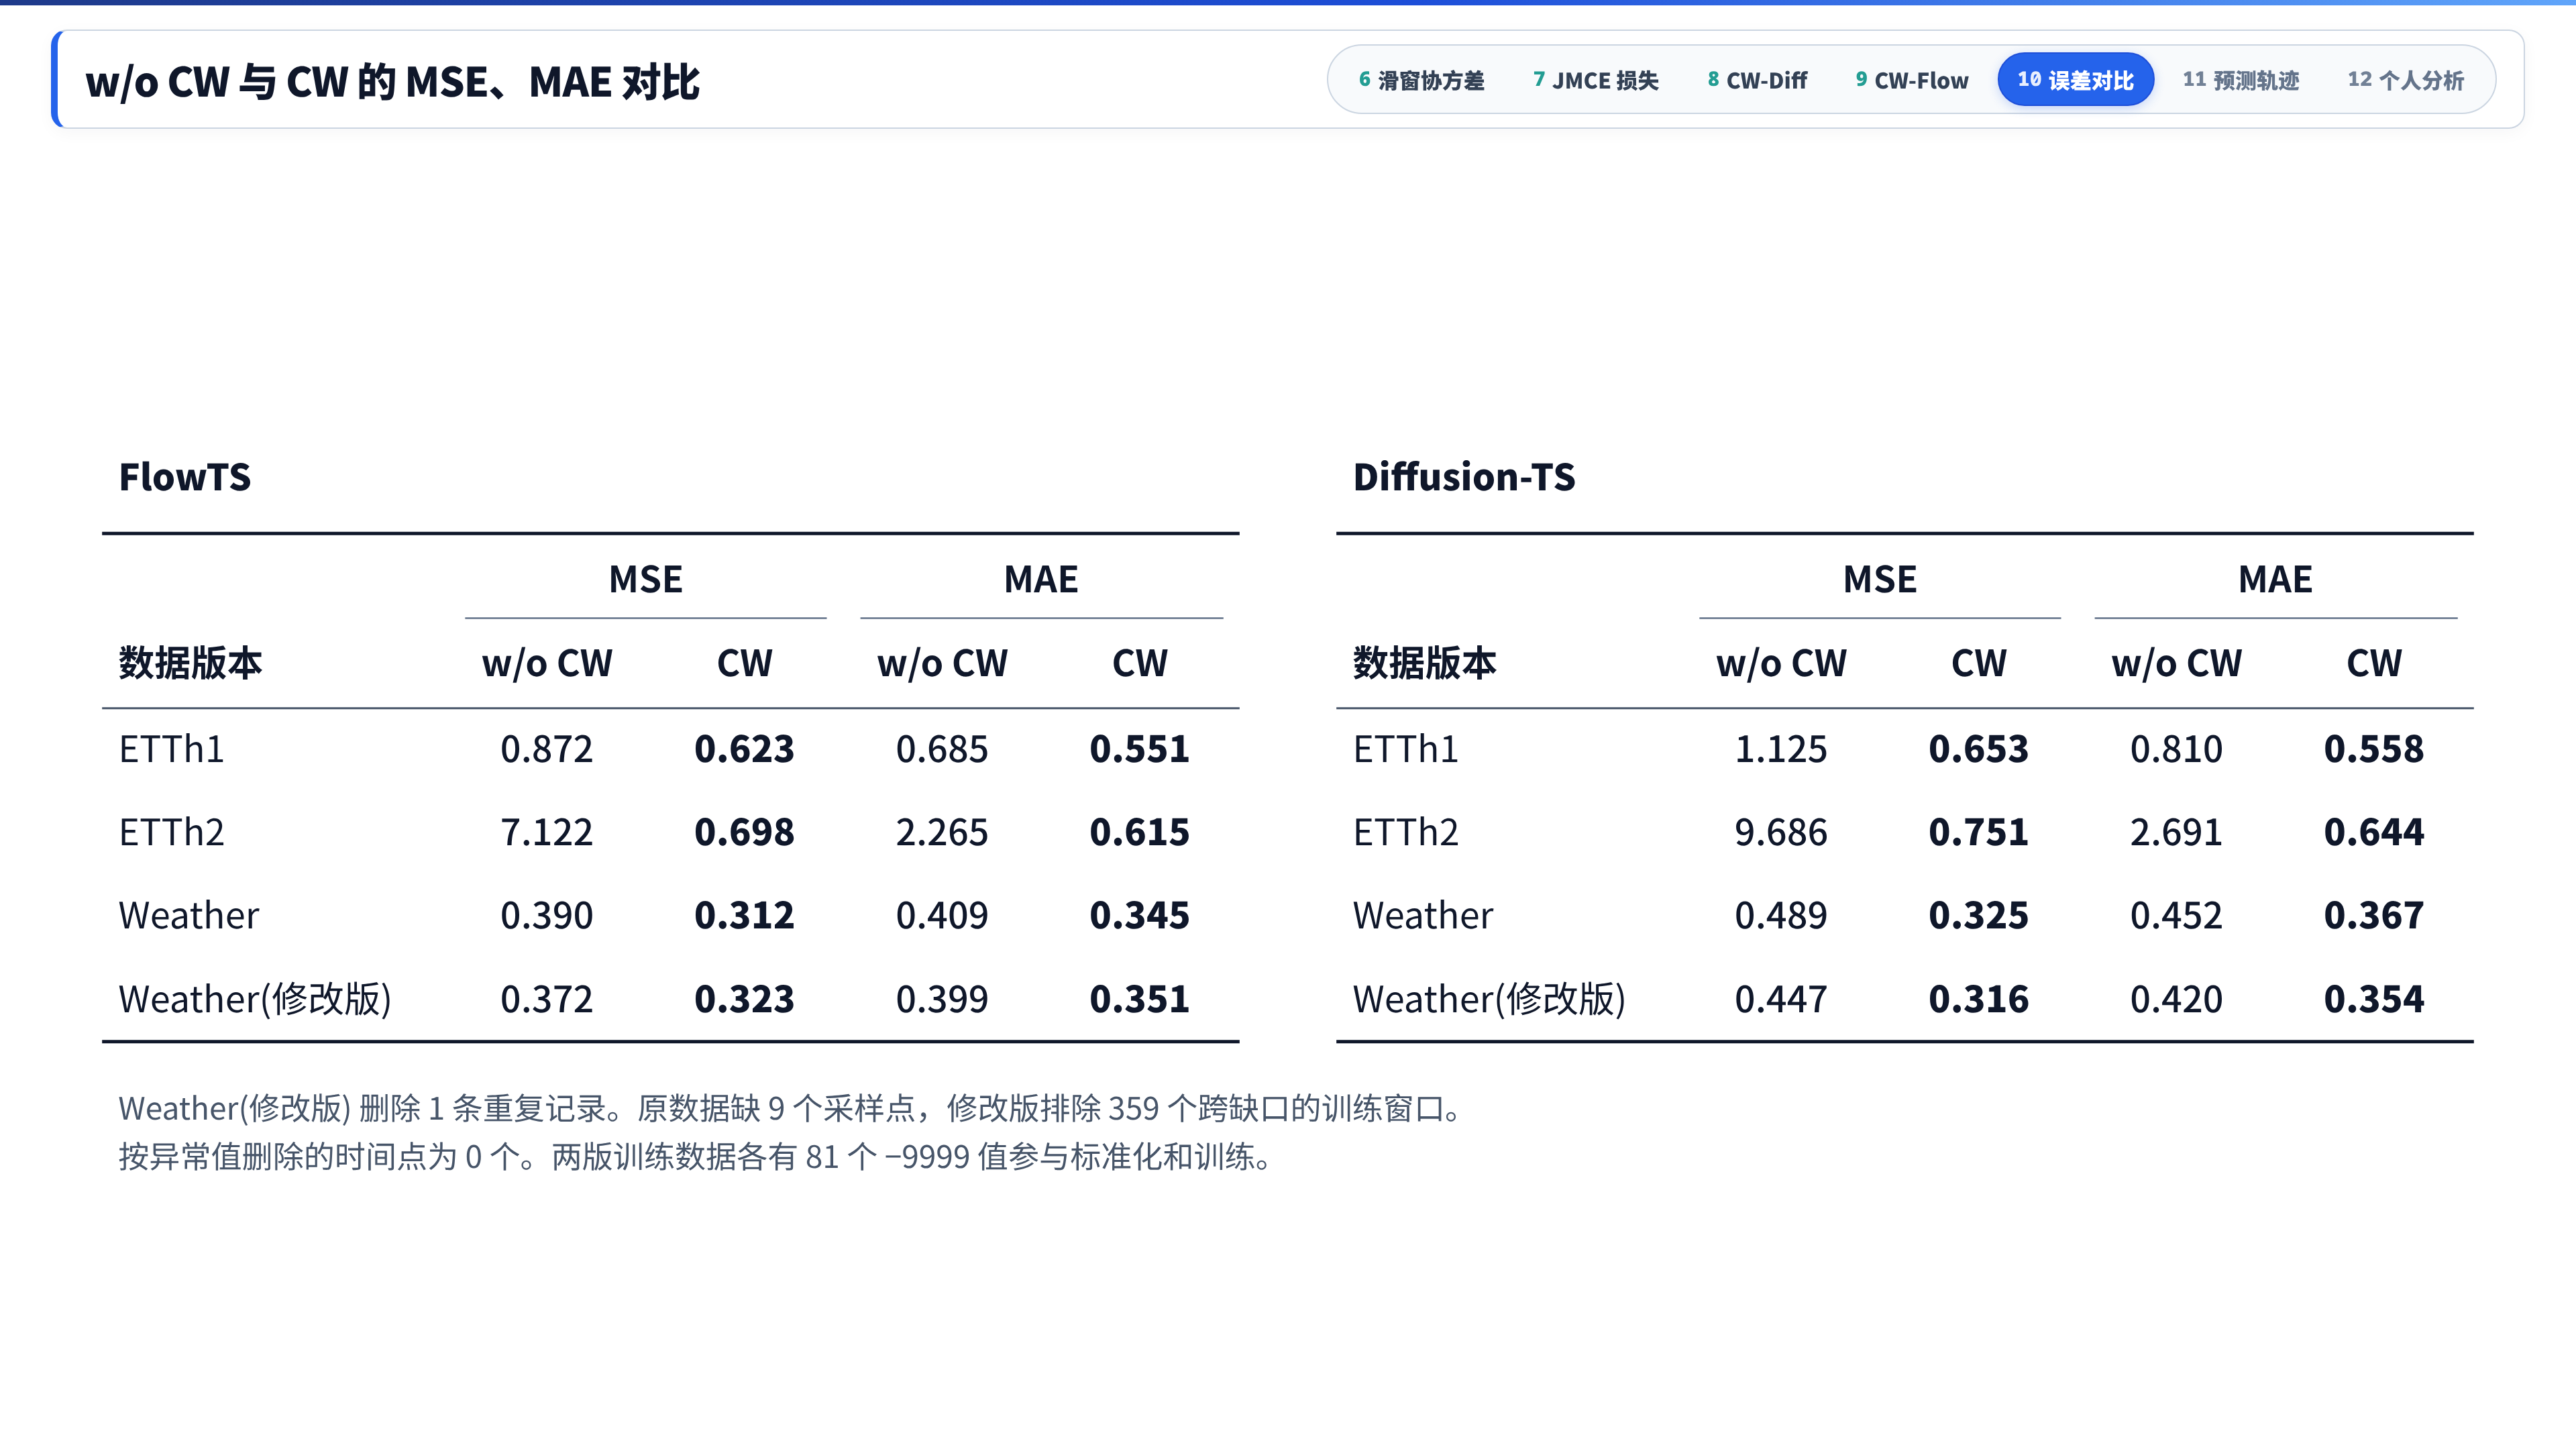 w/o CW 与 CW 的 MSE、MAE 对比
6 滑窗协方差 7 JMCE 损失 8 CW-Diff 9 CW-Flow 10 误差对比 11 预测轨迹 12 个人分析
FlowTS
MSE MAE
数据版本 w/o CW CW w/o CW CW
ETTh1 0.872 0.623 0.685 0.551
ETTh2 7.122 0.698 2.265 0.615
Weather 0.390 0.312 0.409 0.345
Weather(修改版) 0.372 0.323 0.399 0.351
Diffusion-TS
MSE MAE
数据版本 w/o CW CW w/o CW CW
ETTh1 1.125 0.653 0.810 0.558
ETTh2 9.686 0.751 2.691 0.644
Weather 0.489 0.325 0.452 0.367
Weather(修改版) 0.447 0.316 0.420 0.354
Weather(修改版) 删除 1 条重复记录。原数据缺 9 个采样点，修改版排除 359 个跨缺口的训练窗口。
按异常值删除的时间点为 0 个。两版训练数据各有 81 个 −9999 值参与标准化和训练。